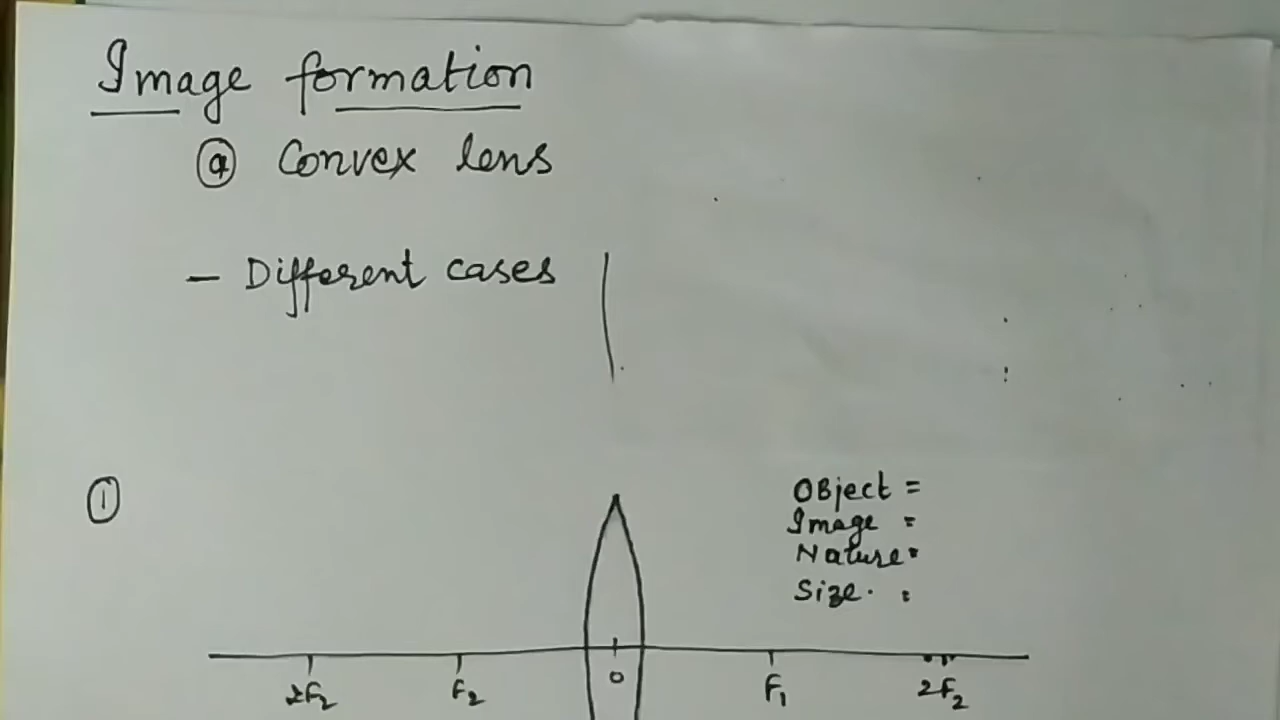 Image formation
ⓐ Convex lens
- Different cases
①
OBject =
Image =
Nature =
Size. =
2F₂ F₂ O F₁ 2F₂